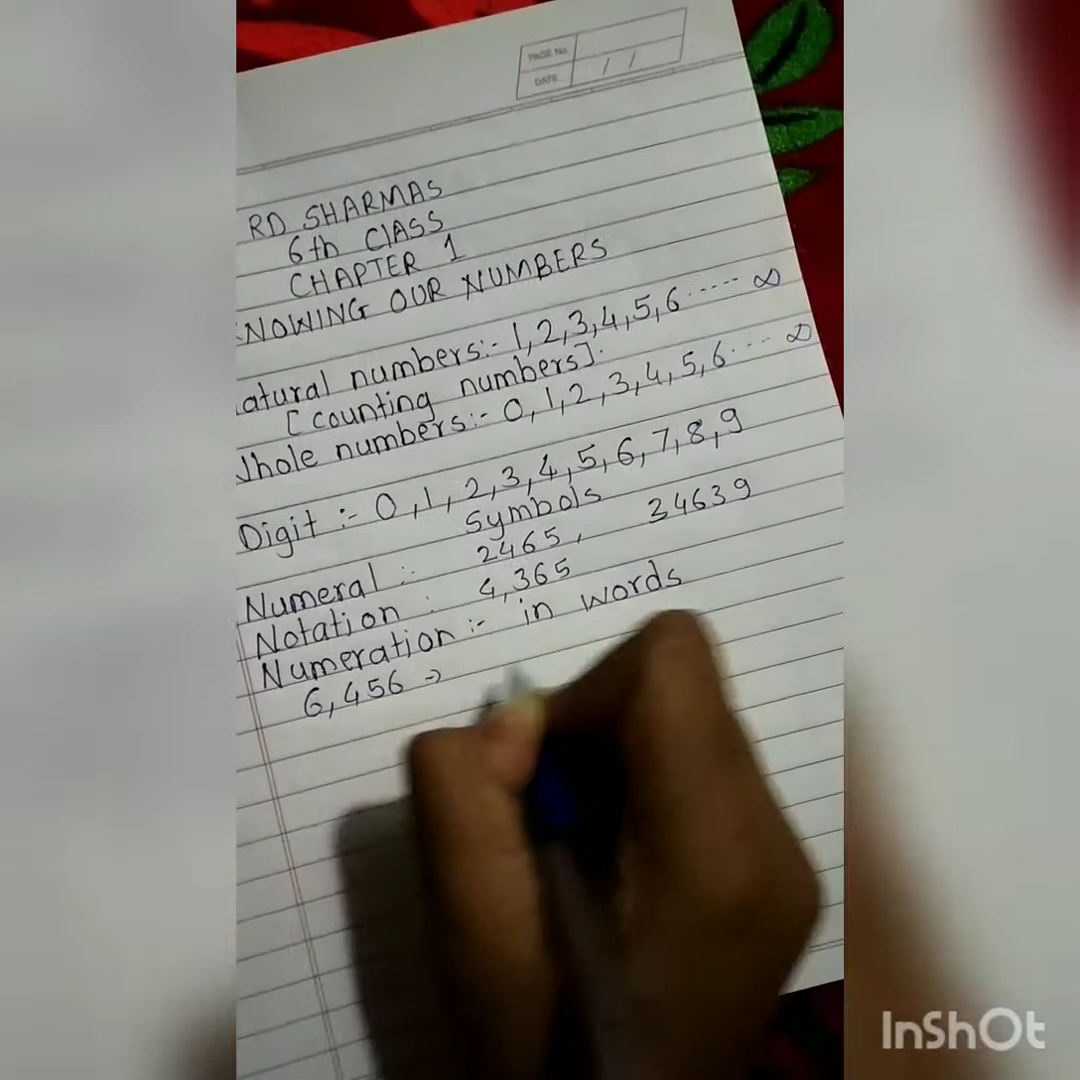 PAGE No.
DATE / /
RD SHARMAS
6th ClASS
CHAPTER 1
NOWING OUR NUMBERS
atural numbers:- 1,2,3,4,5,6 ..... ∞
[counting numbers].
hole numbers:- 0,1,2,3,4,5,6 .... ∞
Digit :- 0,1,2,3,4,5,6,7,8,9
Symbols
Numeral : 2465, 34639
Notation : 4,365
Numeration :- in words
6,456 →
InShOt